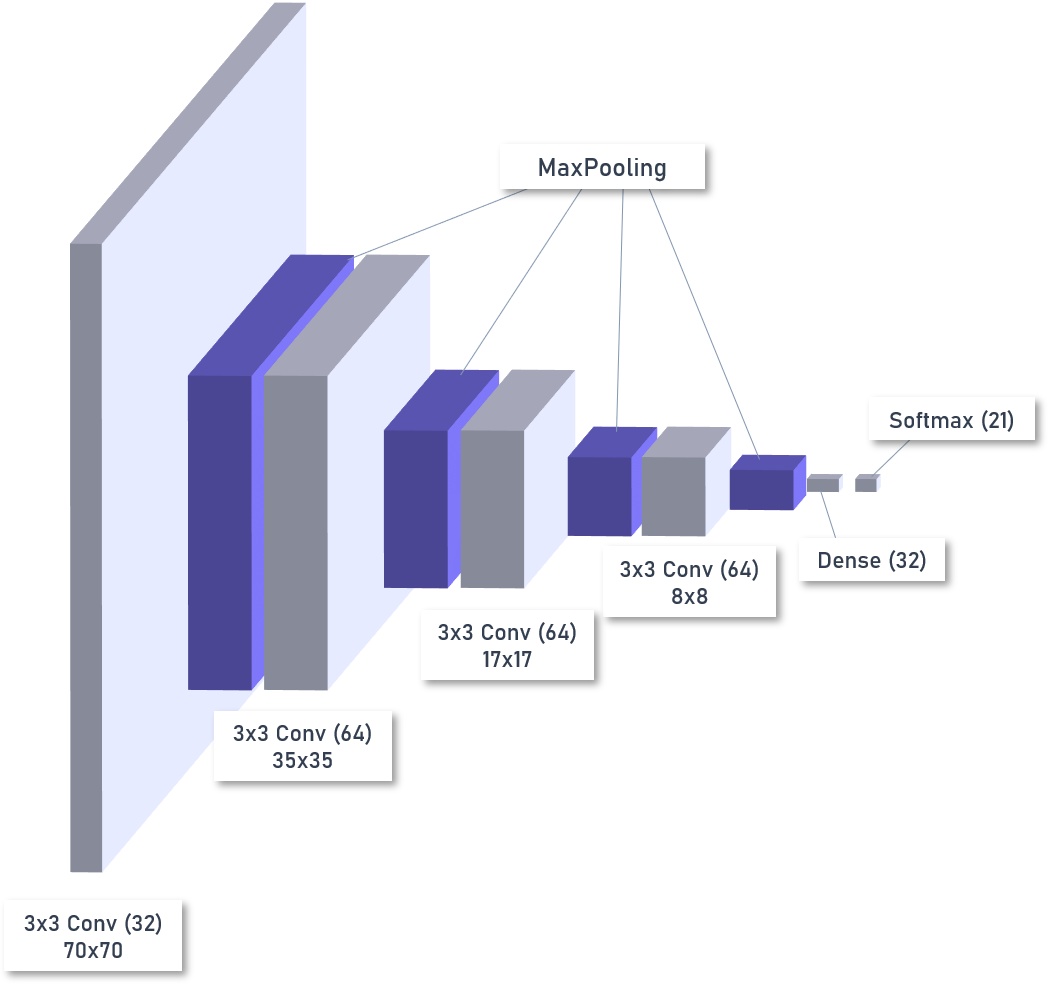 MaxPooling
Softmax (21)
Dense (32)
3x3 Conv (64)
8x8
3x3 Conv (64)
17x17
3x3 Conv (64)
35x35
3x3 Conv (32)
70x70